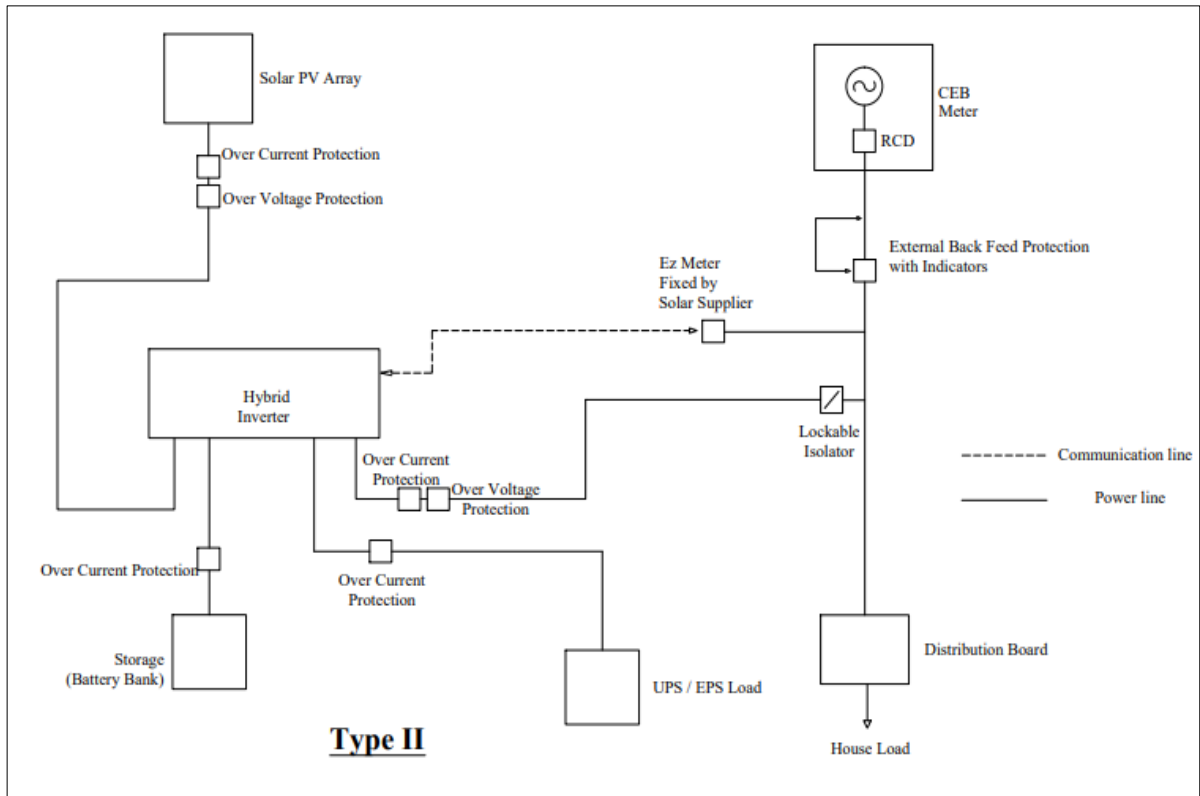 Solar PV Array
Over Current Protection
Over Voltage Protection
CEB
Meter
RCD
External Back Feed Protection
with Indicators
Ez Meter
Fixed by
Solar Supplier
Hybrid
Inverter
Lockable
Isolator
Over Current
Protection
Over Voltage
Protection
Communication line
Power line
Over Current Protection
Over Current
Protection
Storage
(Battery Bank)
UPS / EPS Load
Distribution Board
House Load
Type II